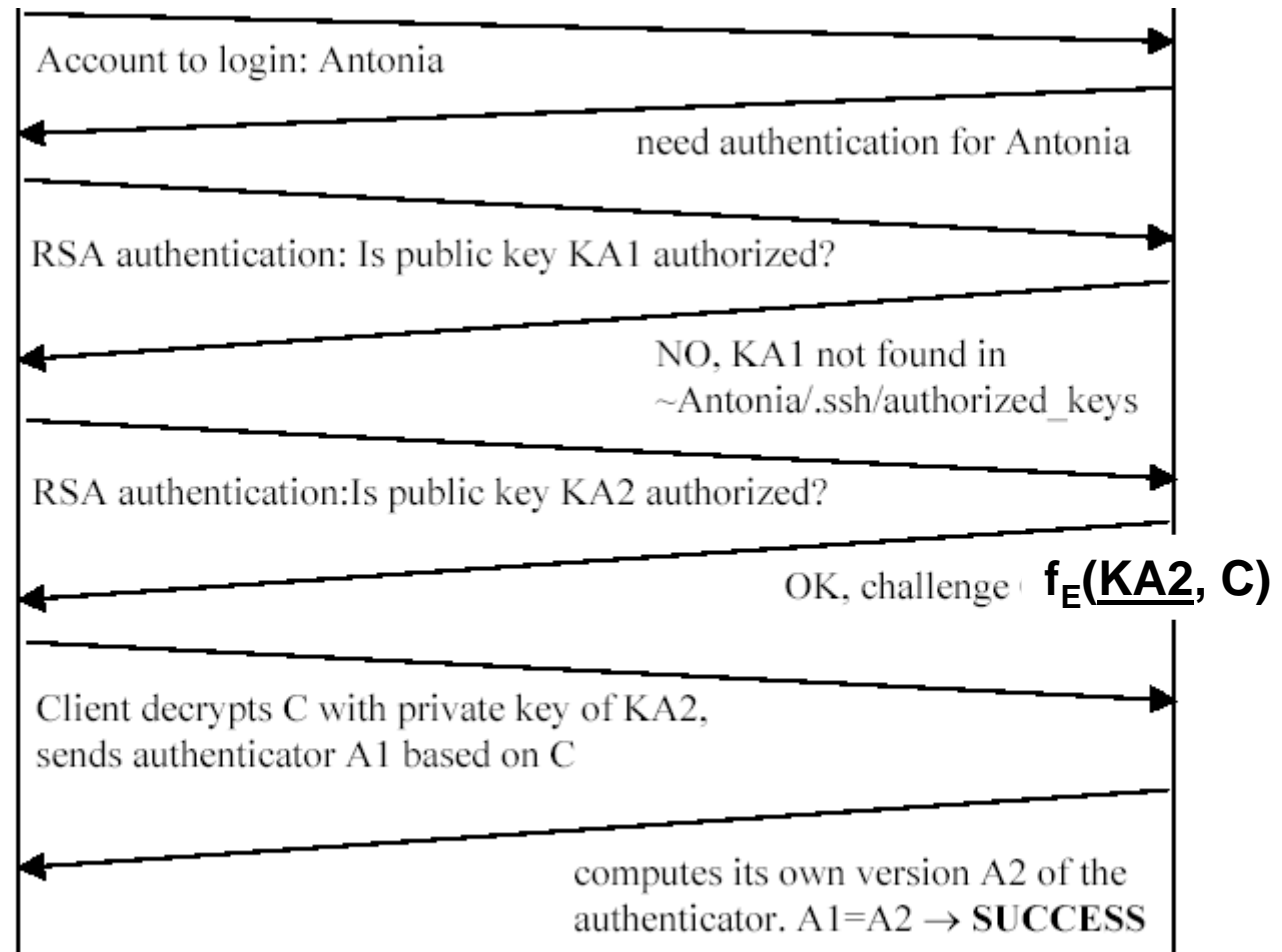 Account to login: Antonia
need authentication for Antonia
RSA authentication: Is public key KA1 authorized?
NO, KA1 not found in
~Antonia/.ssh/authorized_keys
RSA authentication:Is public key KA2 authorized?
OK, challenge f_E(KA2, C)
Client decrypts C with private key of KA2,
sends authenticator A1 based on C
computes its own version A2 of the
authenticator. A1=A2 → SUCCESS